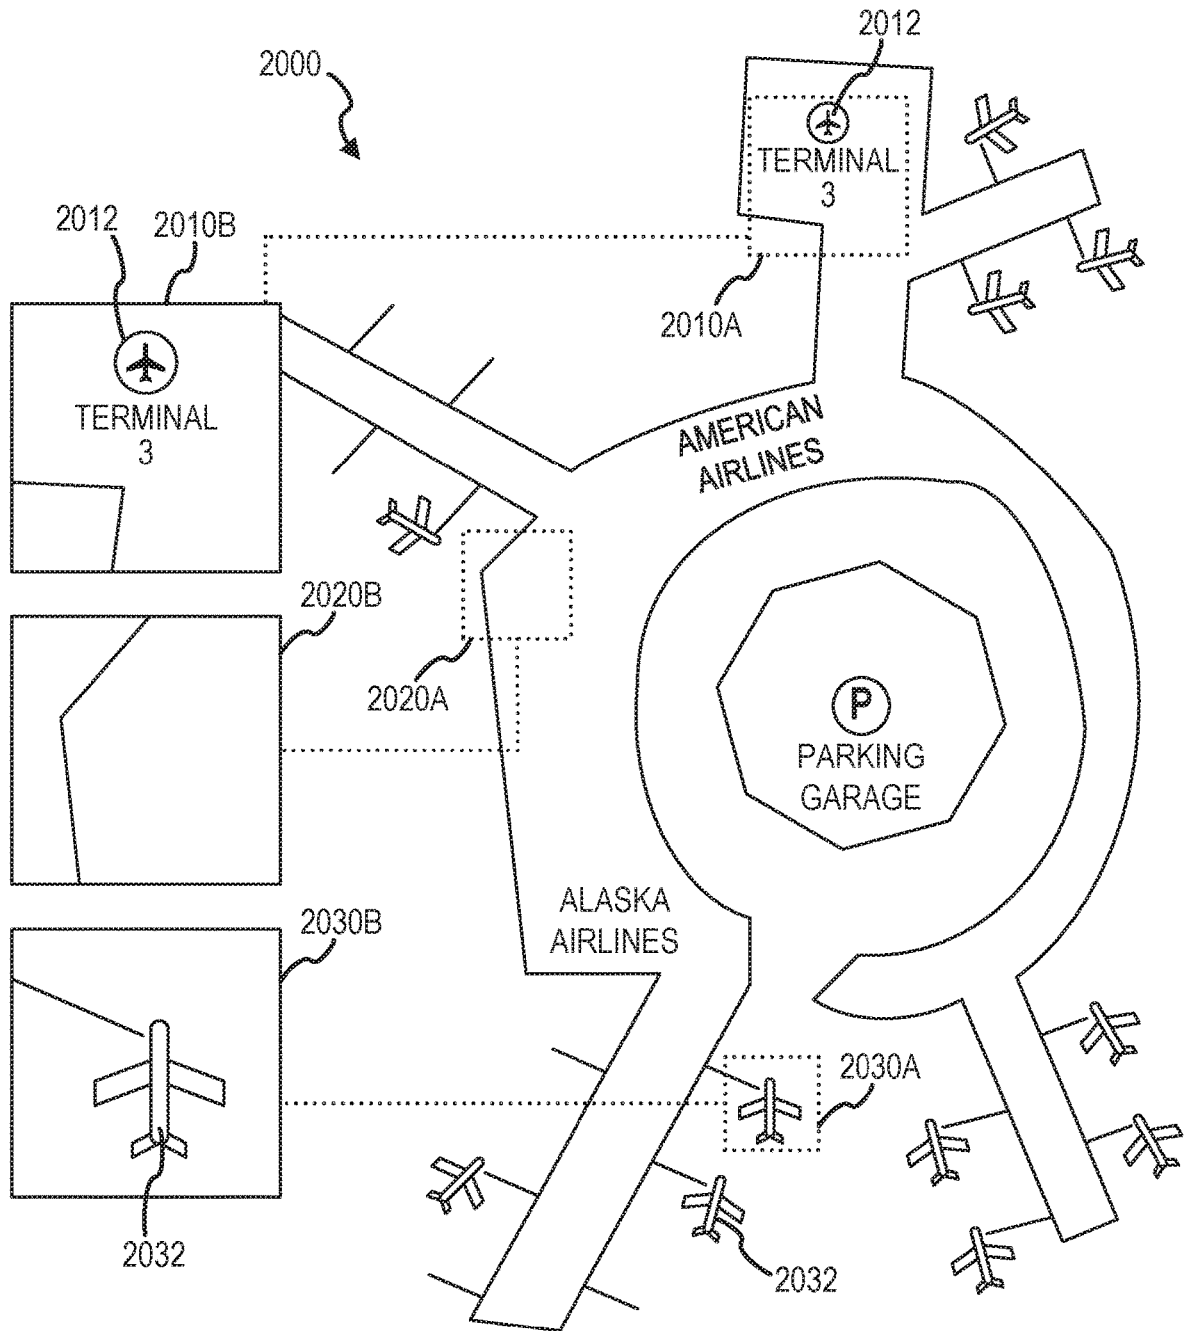 2012
2000
TERMINAL
3
2012
2010B
2010A
TERMINAL
3
AMERICAN
AIRLINES
2020B
2020A
P
PARKING
GARAGE
ALASKA
AIRLINES
2030B
2030A
2032
2032